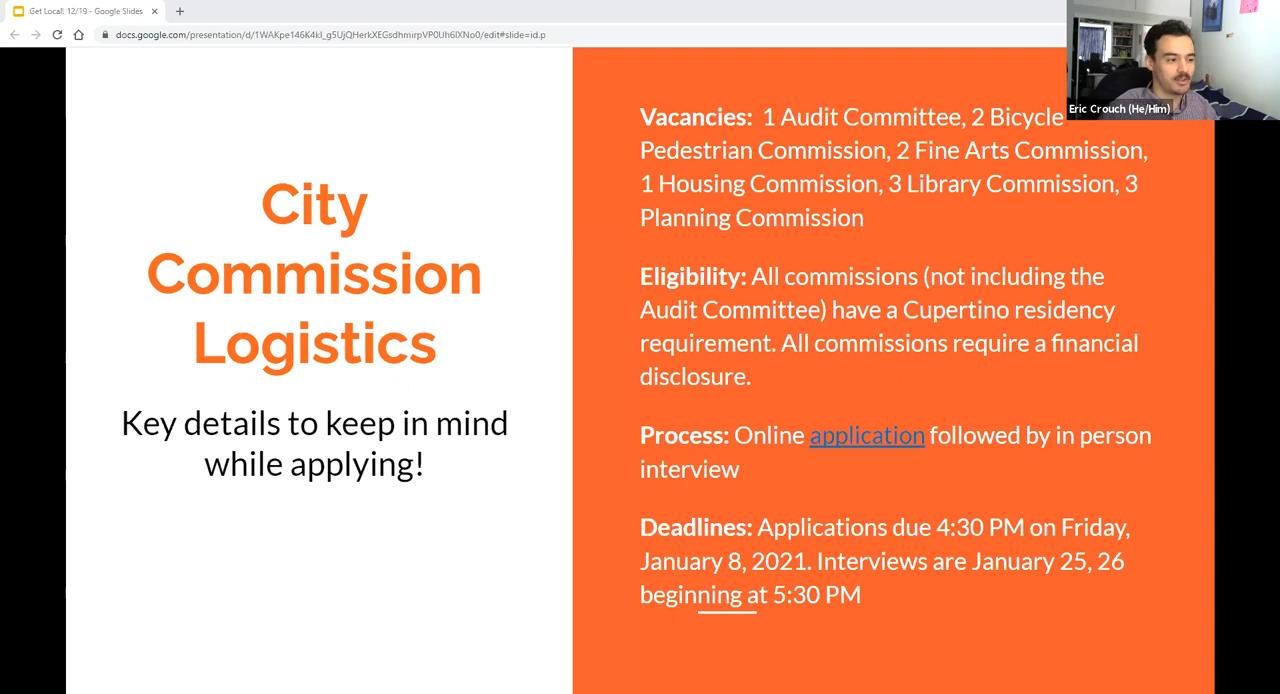 Get Local! 12/19 - Google Slides
docs.google.com/presentation/d/1WAKpe146K4kl_g5UjQHerkXEGsdhmirpVP0Uh6lXNo0/edit#slide=id.p
Eric Crouch (He/Him)
City
Commission
Logistics
Key details to keep in mind
while applying!
Vacancies: 1 Audit Committee, 2 Bicycle
Pedestrian Commission, 2 Fine Arts Commission,
1 Housing Commission, 3 Library Commission, 3
Planning Commission
Eligibility: All commissions (not including the
Audit Committee) have a Cupertino residency
requirement. All commissions require a financial
disclosure.
Process: Online application followed by in person
interview
Deadlines: Applications due 4:30 PM on Friday,
January 8, 2021. Interviews are January 25, 26
beginning at 5:30 PM